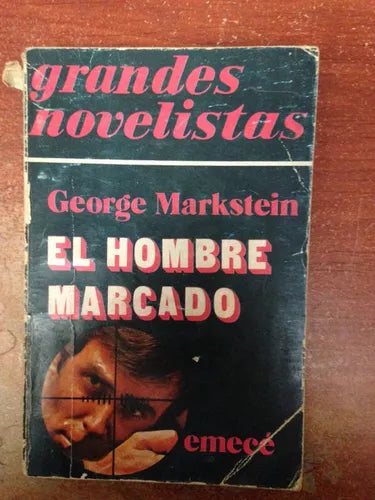 grandes
novelistas
George Markstein
EL HOMBRE
MARCADO
emecé